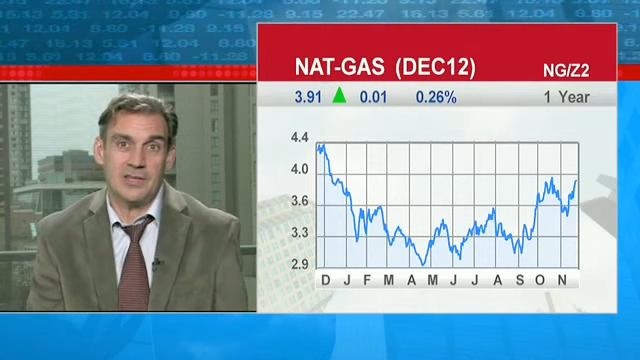 NAT-GAS (DEC12) NG/Z2
3.91 0.01 0.26% 1 Year
4.4
4.0
3.6
3.3
2.9
D J F M A M J J A S O N